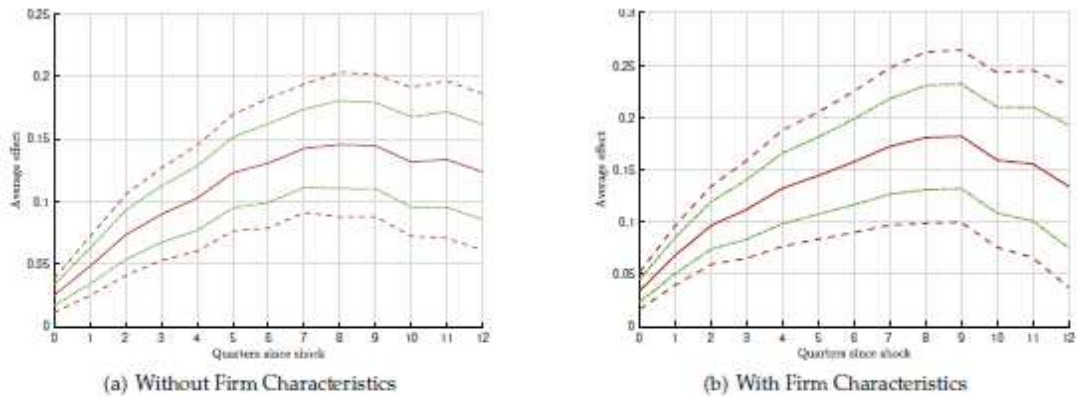 0.25
0.2
0.15
0.1
0.05
0
Average effect
0 1 2 3 4 5 6 7 8 9 10 11 12
Quarters since shock
(a) Without Firm Characteristics
0.3
0.25
0.2
0.15
0.1
0.05
0
Average effect
0 1 2 3 4 5 6 7 8 9 10 11 12
Quarters since shock
(b) With Firm Characteristics